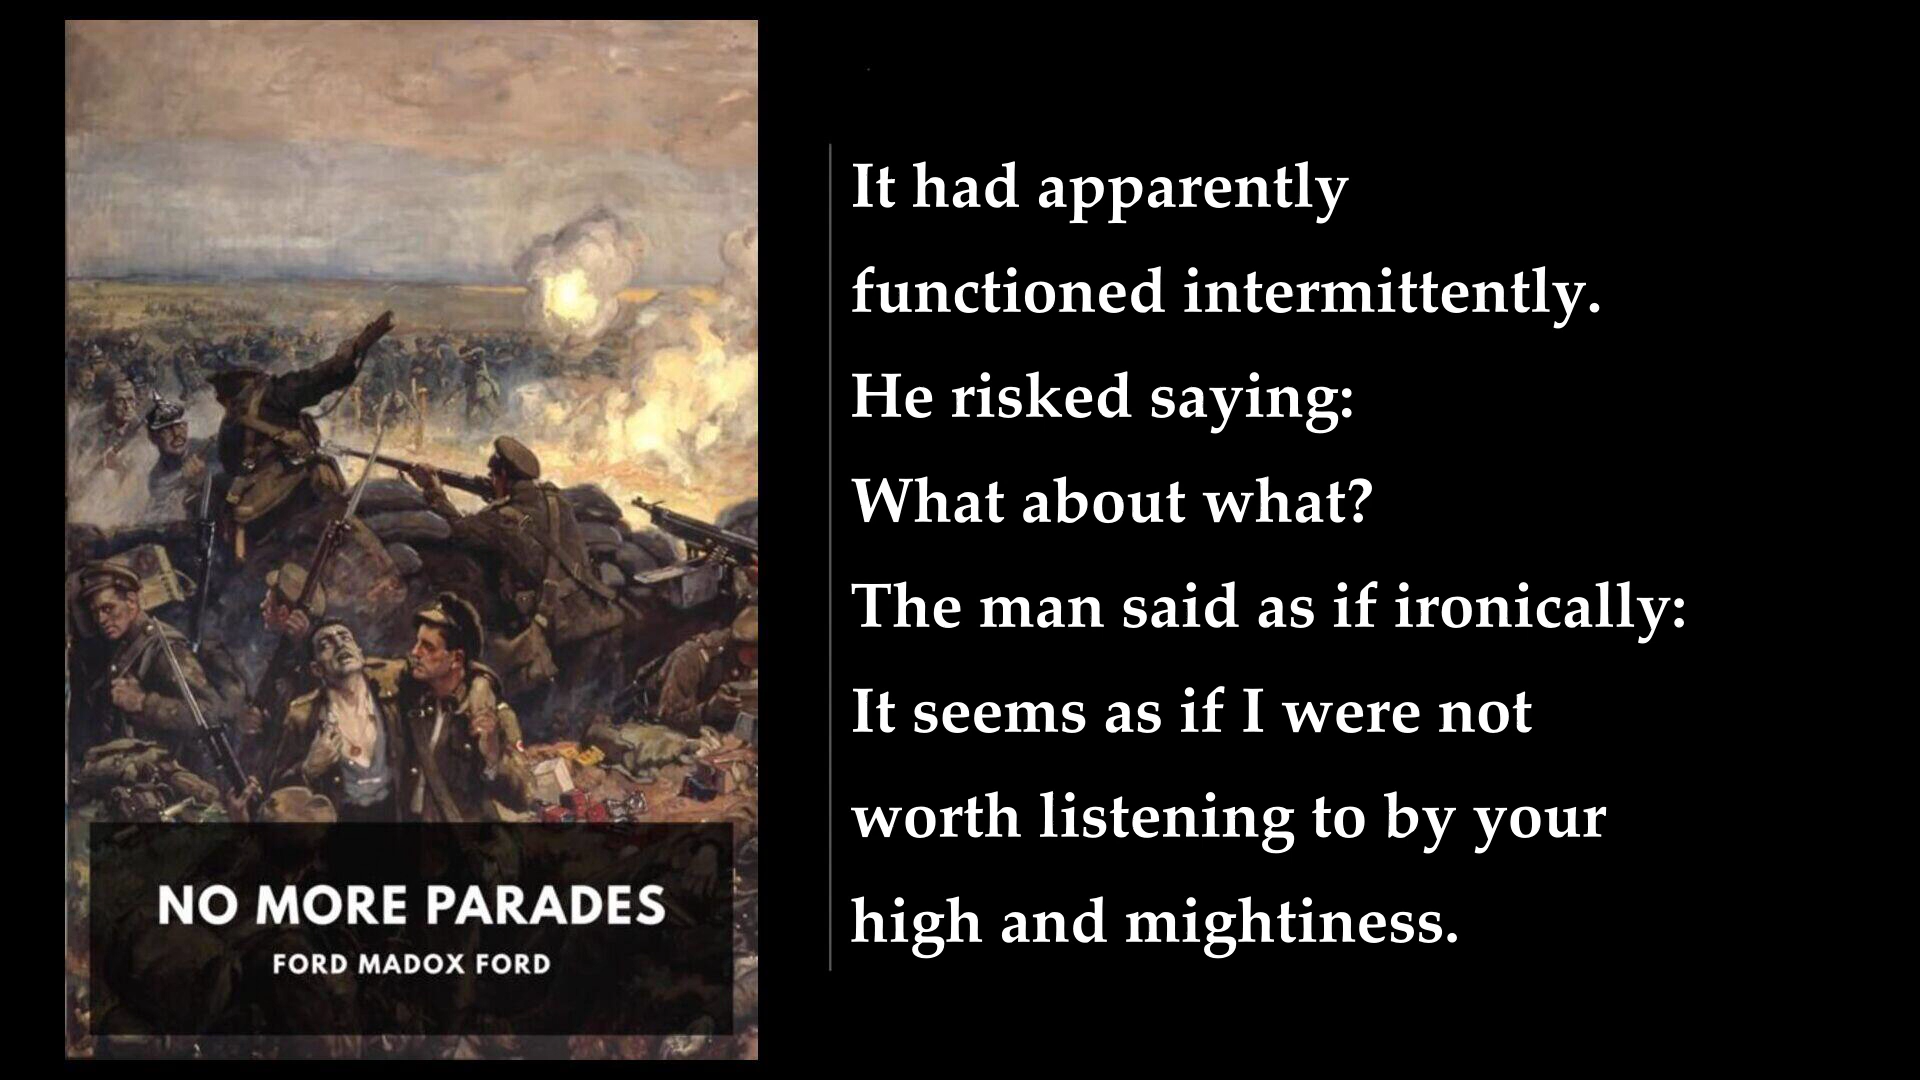 NO MORE PARADES
FORD MADOX FORD
It had apparently
functioned intermittently.
He risked saying:
What about what?
The man said as if ironically:
It seems as if I were not
worth listening to by your
high and mightiness.